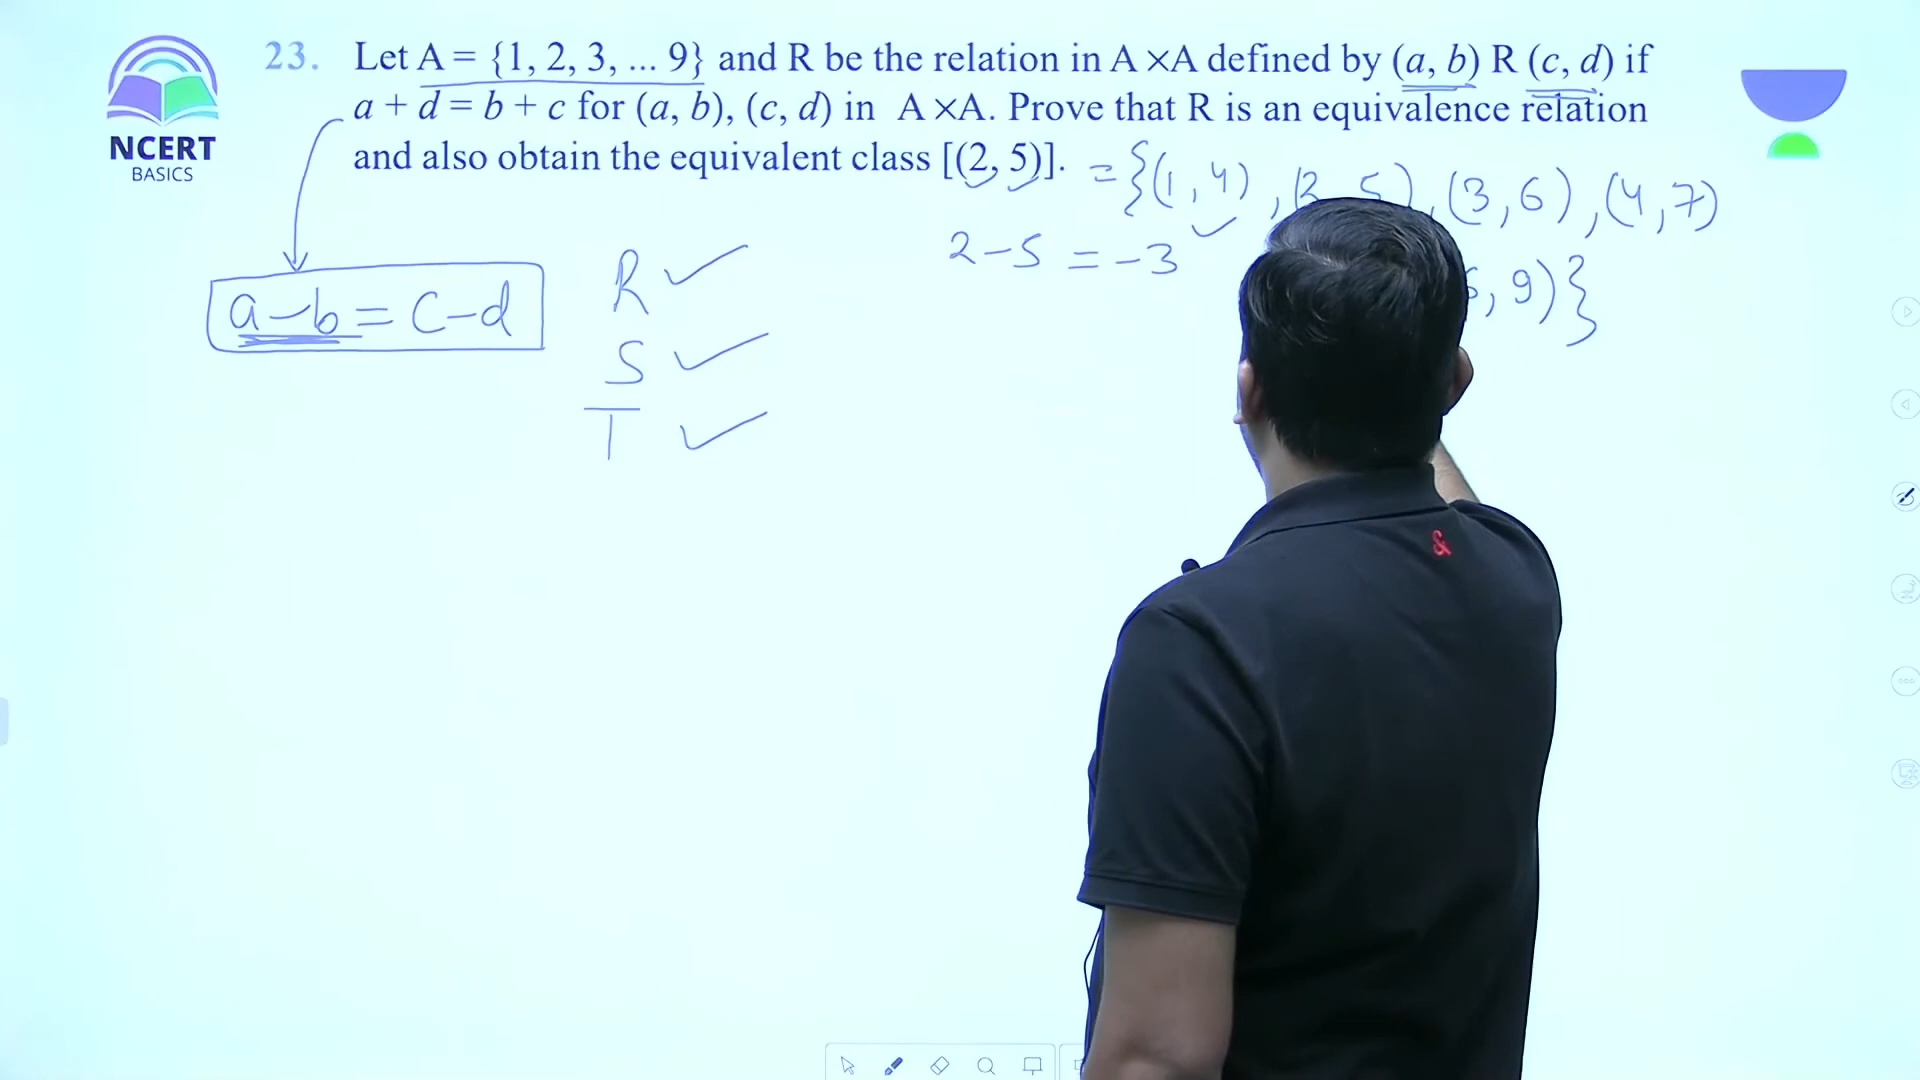 NCERT
BASICS
23. Let A = {1, 2, 3, ... 9} and R be the relation in A ×A defined by (a, b) R (c, d) if
a + d = b + c for (a, b), (c, d) in A ×A. Prove that R is an equivalence relation
and also obtain the equivalent class [(2, 5)]. = {(1, 4), (2, 5), (3, 6), (4, 7)
2-5 = -3
, 9)}
a-b = c-d
R ✓
S ✓
T ✓
&